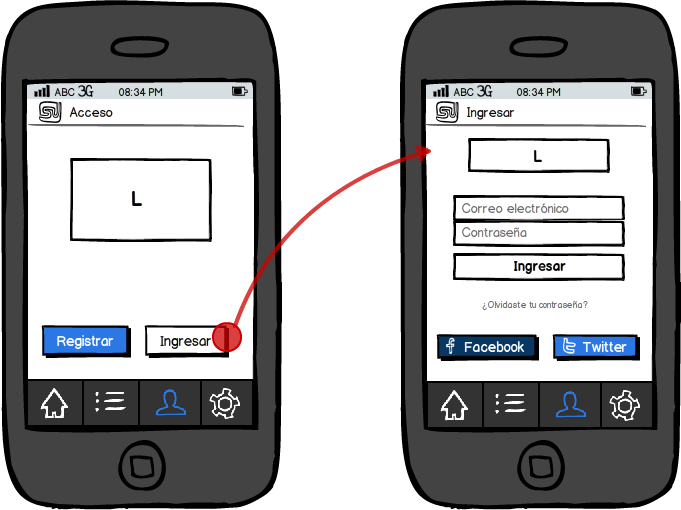 ABC 3G 08:34 PM
Acceso
L
Registrar
Ingresar
ABC 3G 08:34 PM
Ingresar
L
Correo electrónico
Contraseña
Ingresar
¿Olvidaste tu contraseña?
Facebook
Twitter